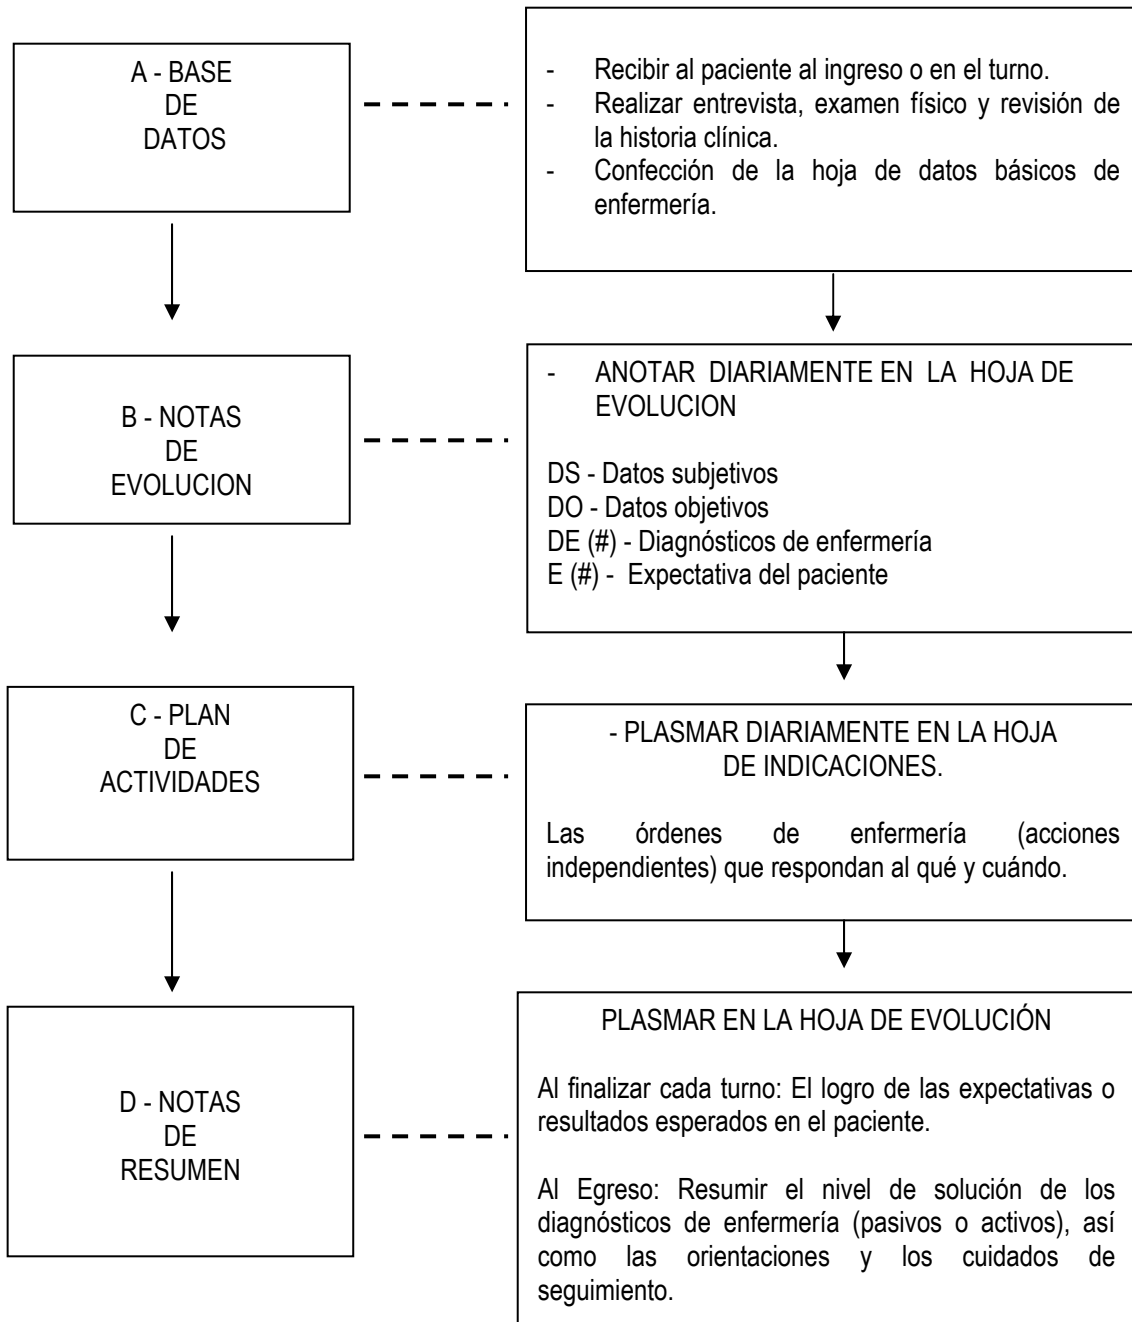 A - BASE
DE
DATOS
- Recibir al paciente al ingreso o en el turno.
- Realizar entrevista, examen físico y revisión de
la historia clínica.
- Confección de la hoja de datos básicos de
enfermería.
B - NOTAS
DE
EVOLUCION
- ANOTAR DIARIAMENTE EN LA HOJA DE
EVOLUCION
DS - Datos subjetivos
DO - Datos objetivos
DE (#) - Diagnósticos de enfermería
E (#) - Expectativa del paciente
C - PLAN
DE
ACTIVIDADES
- PLASMAR DIARIAMENTE EN LA HOJA
DE INDICACIONES.
Las órdenes de enfermería (acciones
independientes) que respondan al qué y cuándo.
D - NOTAS
DE
RESUMEN
PLASMAR EN LA HOJA DE EVOLUCIÓN
Al finalizar cada turno: El logro de las expectativas o
resultados esperados en el paciente.
Al Egreso: Resumir el nivel de solución de los
diagnósticos de enfermería (pasivos o activos), así
como las orientaciones y los cuidados de
seguimiento.